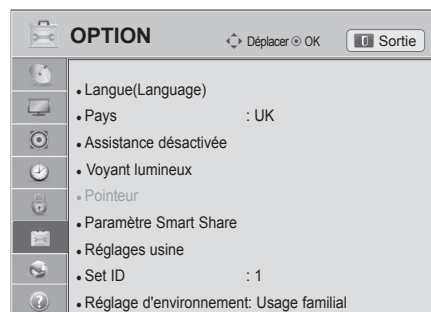 OPTION
Déplacer OK
Sortie
• Langue(Language)
• Pays : UK
• Assistance désactivée
• Voyant lumineux
• Pointeur
• Paramètre Smart Share
• Réglages usine
• Set ID : 1
• Réglage d'environnement: Usage familial